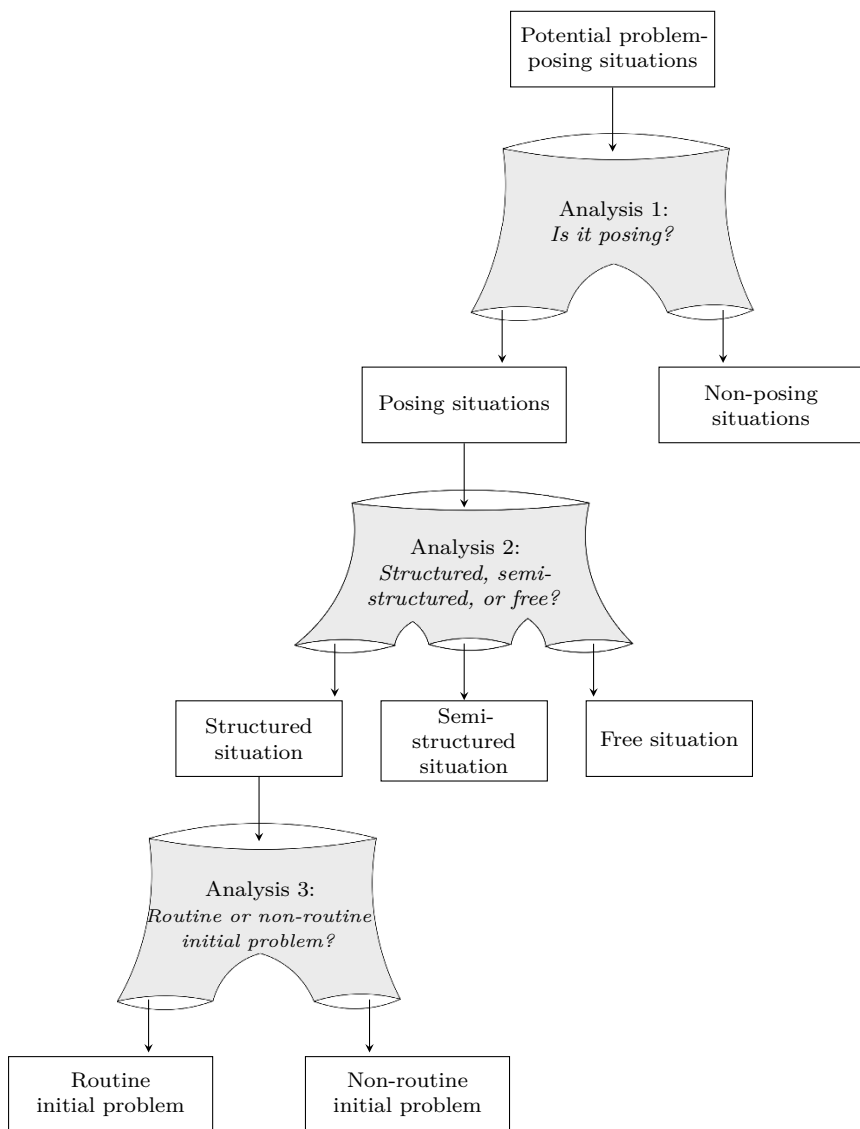 Potential problem-
posing situations
Analysis 1:
Is it posing?
Posing situations
Non-posing
situations
Analysis 2:
Structured, semi-
structured, or free?
Structured
situation
Semi-
structured
situation
Free situation
Analysis 3:
Routine or non-routine
initial problem?
Routine
initial problem
Non-routine
initial problem